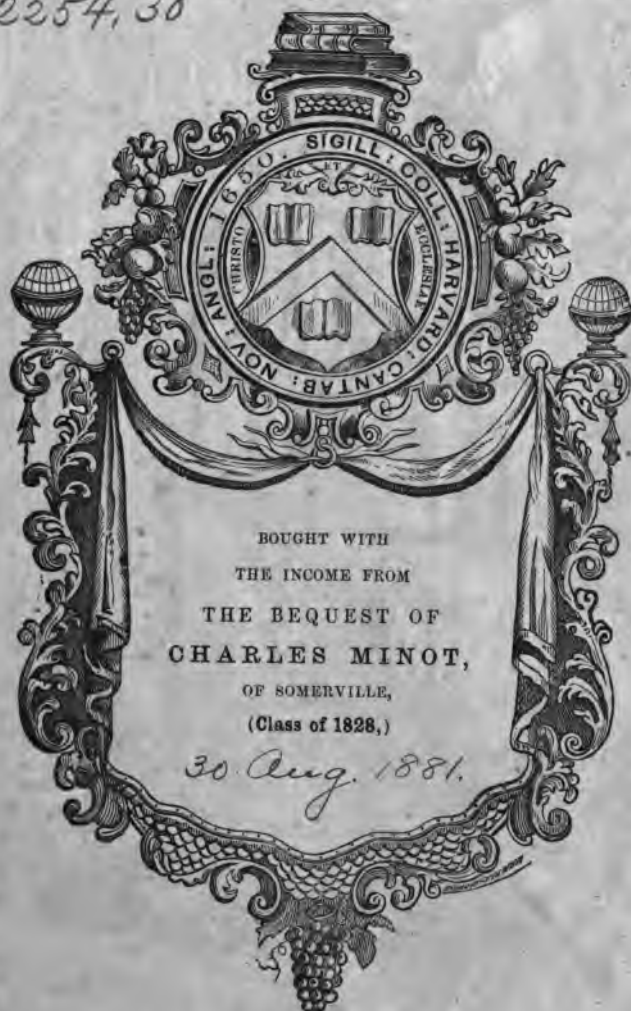 2254,30
SIGILL: COLL: HARVARD: CANTAB: NOV: ANGL: 1650.
CHRISTO ET ECCLESIAE
BOUGHT WITH
THE INCOME FROM
THE BEQUEST OF
CHARLES MINOT,
OF SOMERVILLE,
(Class of 1828,)
30 Aug. 1881.